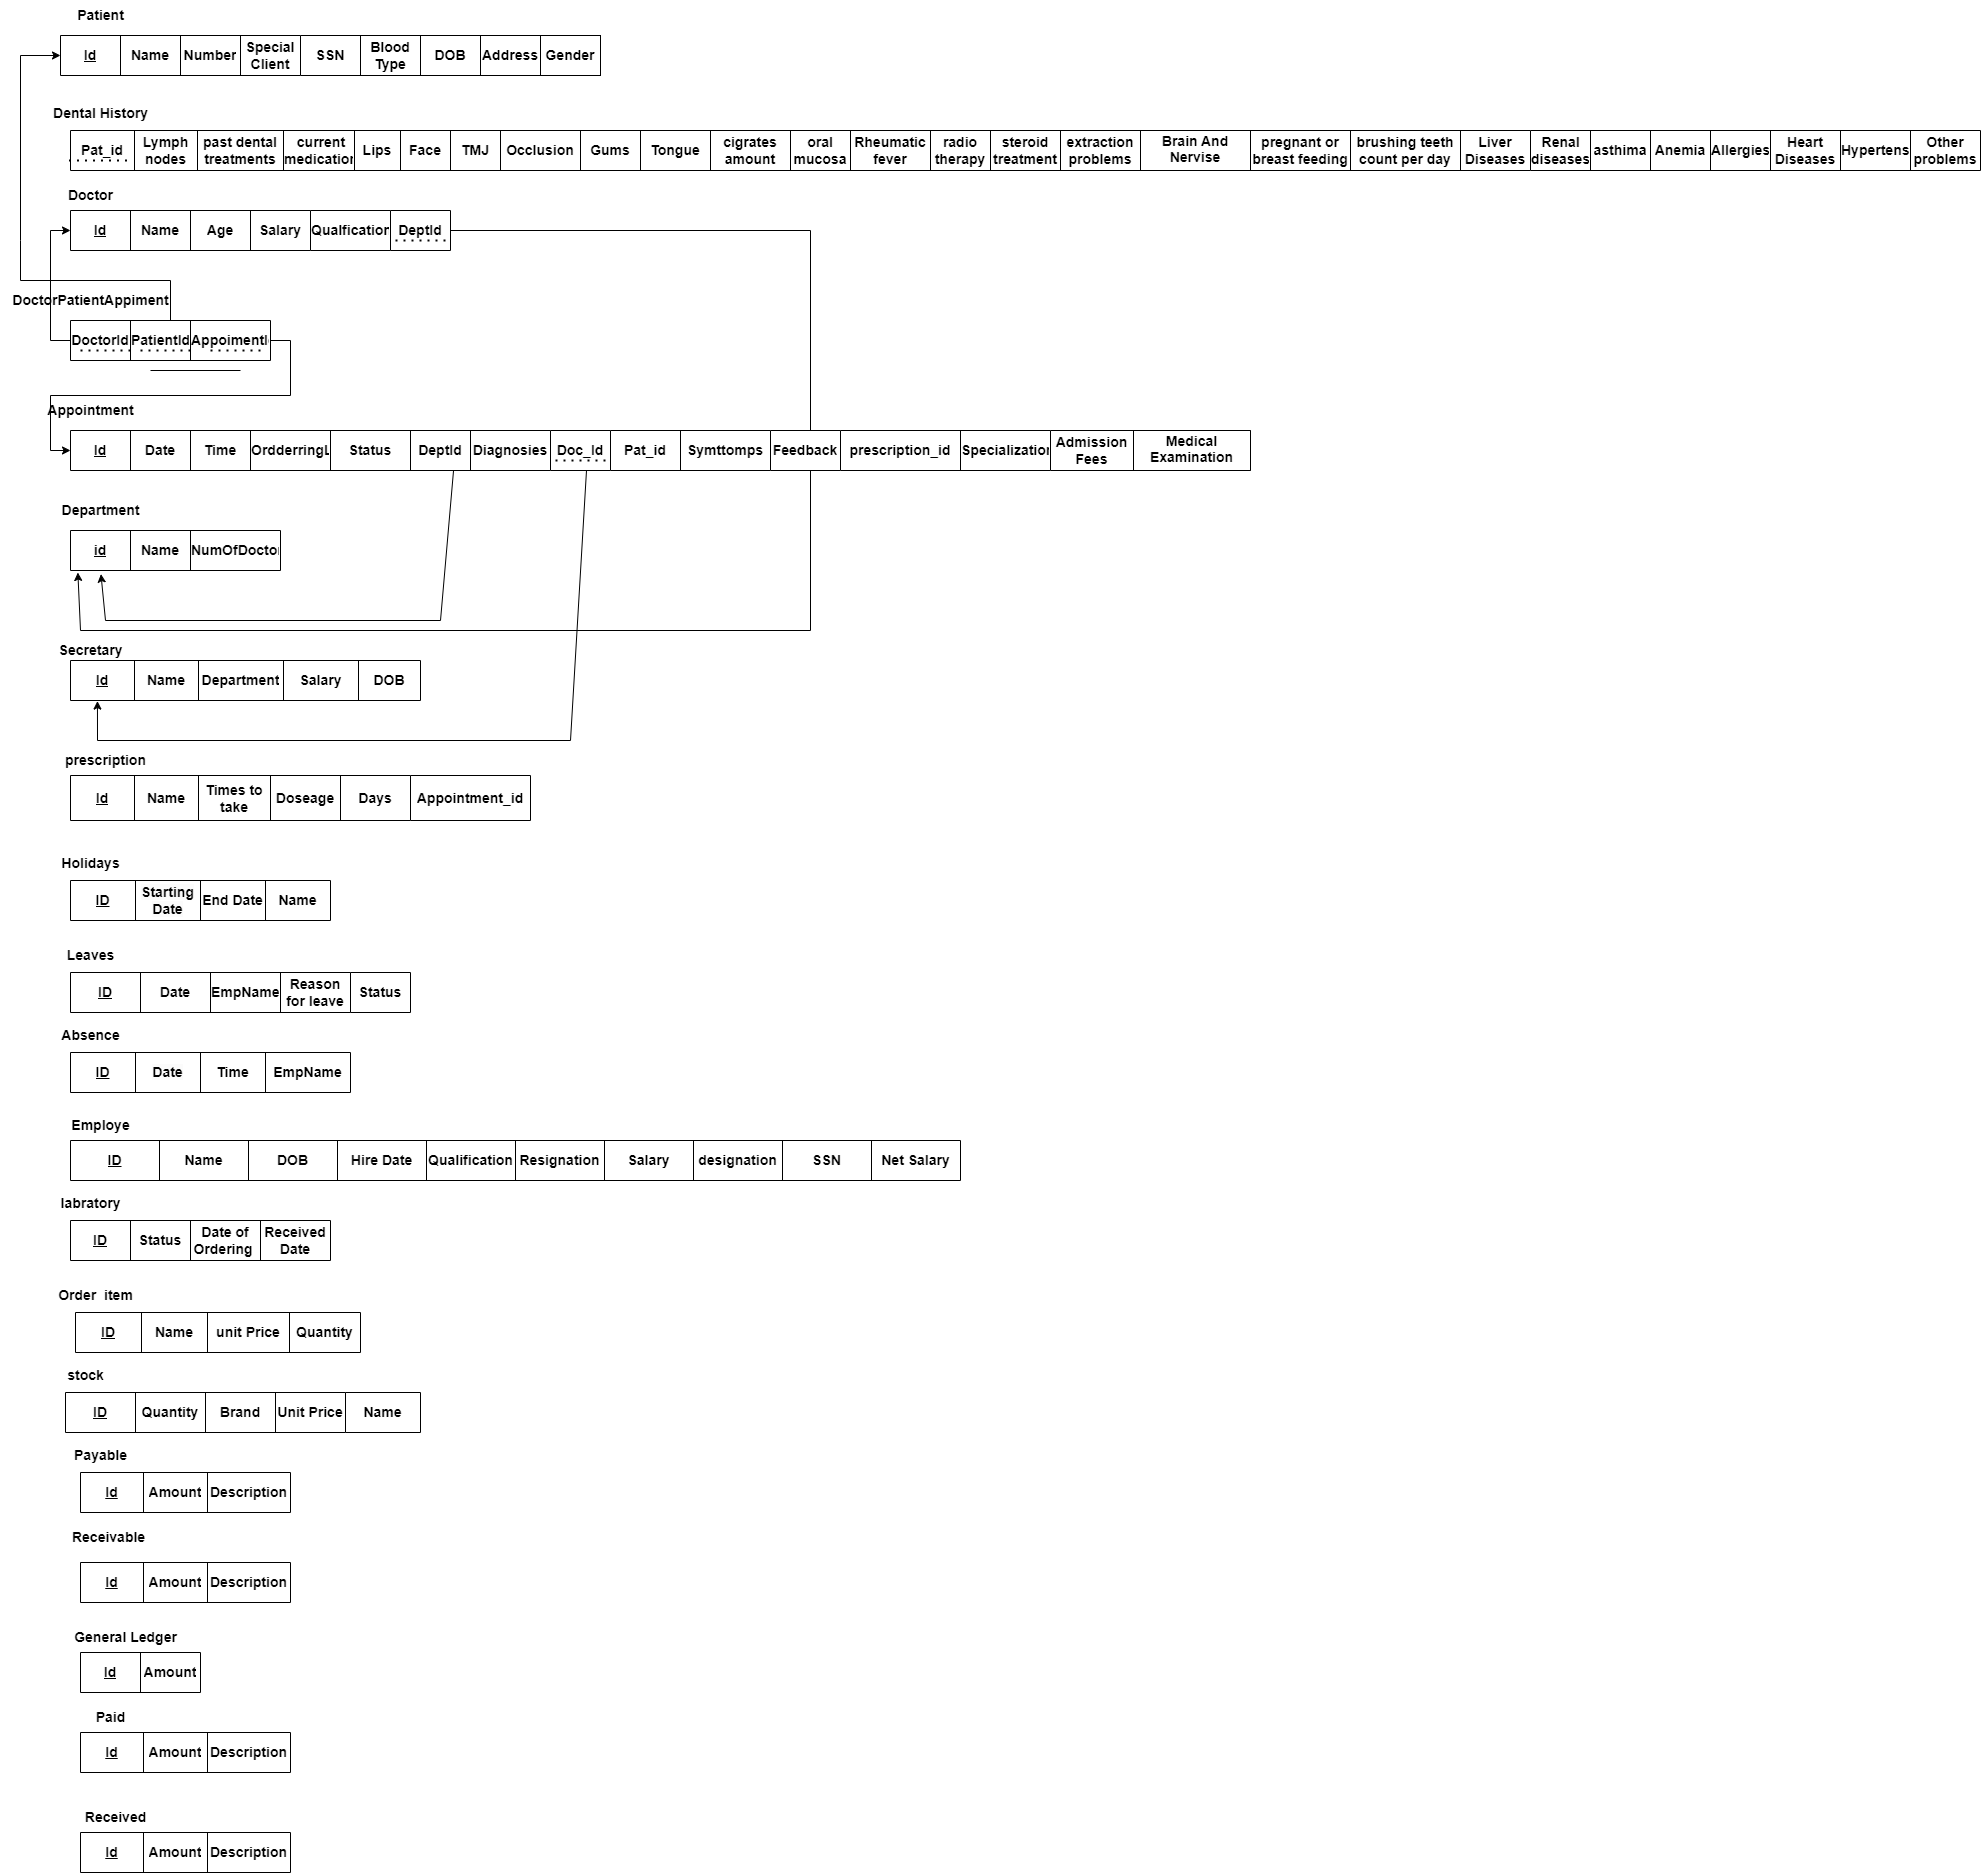 Patient
Id Name Number Special Client SSN Blood Type DOB Address Gender
Dental History
Pat_id Lymph nodes past dental treatments current medication Lips Face TMJ Occlusion Gums Tongue cigrates amount oral mucosa Rheumatic fever radio therapy steroid treatment extraction problems Brain And Nervise pregnant or breast feeding brushing teeth count per day Liver Diseases Renal diseases asthima Anemia Allergies Heart Diseases Hypertens Other problems
Doctor
Id Name Age Salary Qualfication DeptId
DoctorPatientAppiment
DoctorId PatientId AppoimentI
Appointment
Id Date Time OrdderringL Status DeptId Diagnosies Doc_Id Pat_id Symttomps Feedback prescription_id Specialization Admission Fees Medical Examination
Department
id Name NumOfDoctor
Secretary
Id Name Department Salary DOB
prescription
Id Name Times to take Doseage Days Appointment_id
Holidays
ID Starting Date End Date Name
Leaves
ID Date EmpName Reason for leave Status
Absence
ID Date Time EmpName
Employe
ID Name DOB Hire Date Qualification Resignation Salary designation SSN Net Salary
labratory
ID Status Date of Ordering Received Date
Order item
ID Name unit Price Quantity
stock
ID Quantity Brand Unit Price Name
Payable
Id Amount Description
Receivable
Id Amount Description
General Ledger
Id Amount
Paid
Id Amount Description
Received
Id Amount Description